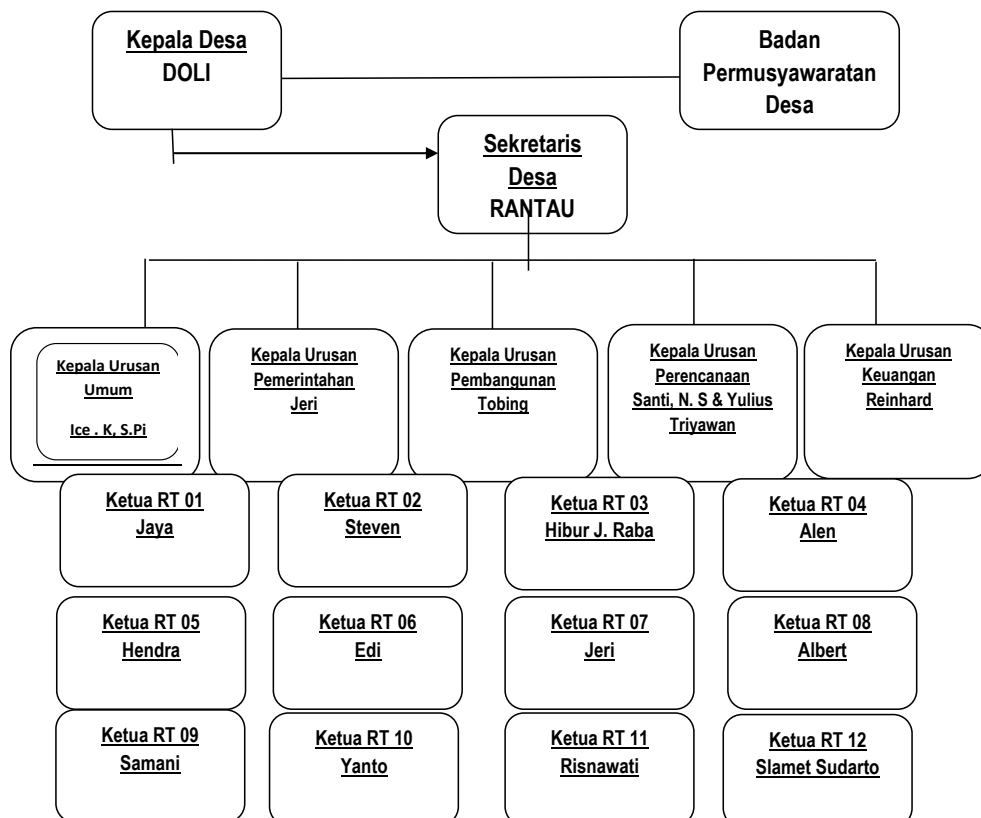 Kepala Desa
DOLI
Badan
Permusyawaratan
Desa
Sekretaris
Desa
RANTAU
Kepala Urusan
Umum
Ice . K, S.Pi
Kepala Urusan
Pemerintahan
Jeri
Kepala Urusan
Pembangunan
Tobing
Kepala Urusan
Perencanaan
Santi, N. S & Yulius
Triyawan
Kepala Urusan
Keuangan
Reinhard
Ketua RT 01
Jaya
Ketua RT 02
Steven
Ketua RT 03
Hibur J. Raba
Ketua RT 04
Alen
Ketua RT 05
Hendra
Ketua RT 06
Edi
Ketua RT 07
Jeri
Ketua RT 08
Albert
Ketua RT 09
Samani
Ketua RT 10
Yanto
Ketua RT 11
Risnawati
Ketua RT 12
Slamet Sudarto